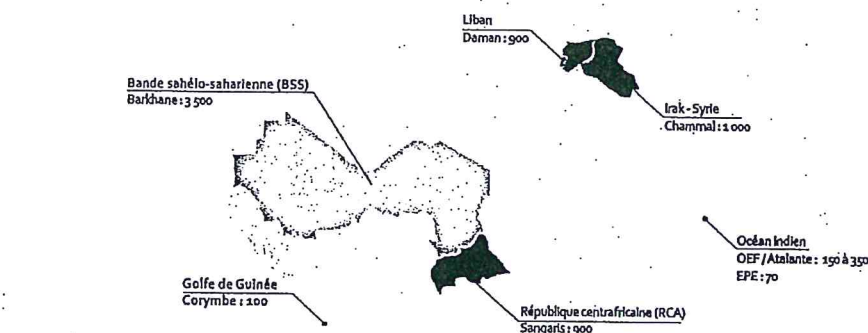 Liban
Daman : 900
Bande sahélo-saharienne (BSS)
Barkhane : 3 500
Irak - Syrie
Chammal : 1 000
Océan Indien
OEF / Atalante : 150 à 350
EPE : 70
Golfe de Guinée
Corymbe : 100
République centrafricaine (RCA)
Sangaris : 900